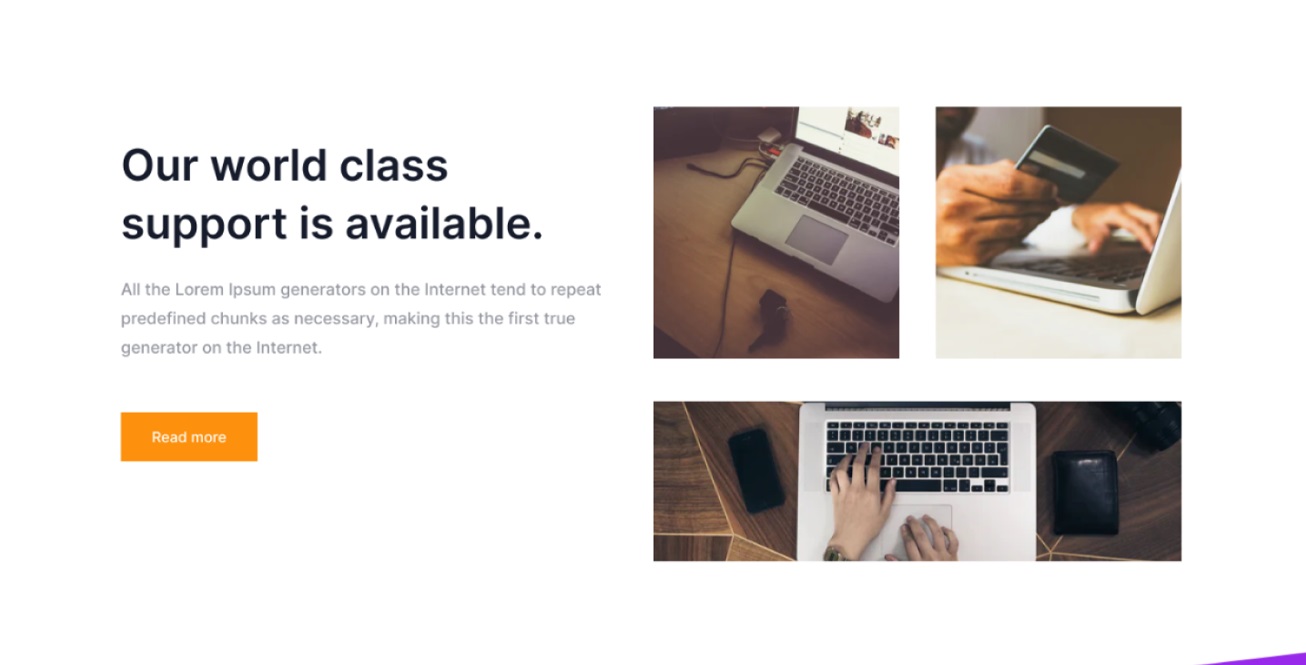 Our world class
support is available.
All the Lorem Ipsum generators on the Internet tend to repeat
predefined chunks as necessary, making this the first true
generator on the Internet.
Read more